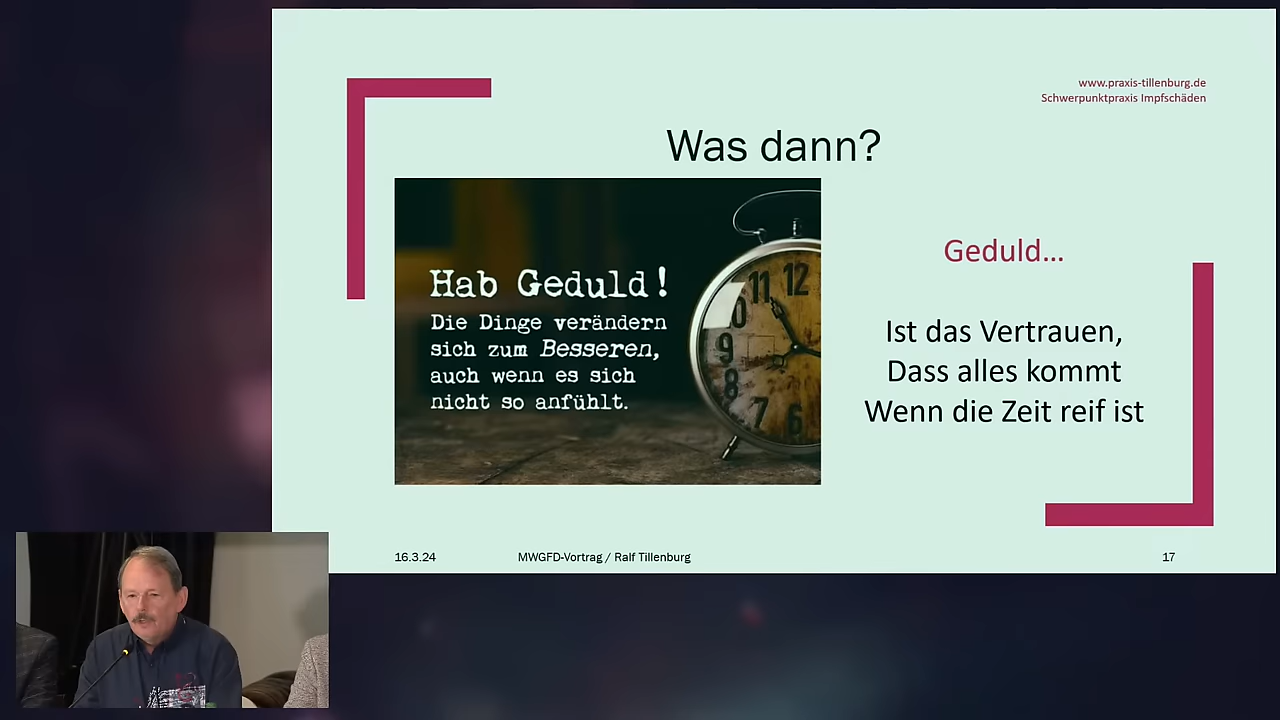 www.praxis-tillenburg.de
Schwerpunktpraxis Impfschäden
Was dann?
Hab Geduld!
Die Dinge verändern
sich zum Besseren,
auch wenn es sich
nicht so anfühlt.
12
11
9
8
7
6
Geduld...
Ist das Vertrauen,
Dass alles kommt
Wenn die Zeit reif ist
16.3.24
MWGFD-Vortrag / Ralf Tillenburg
17